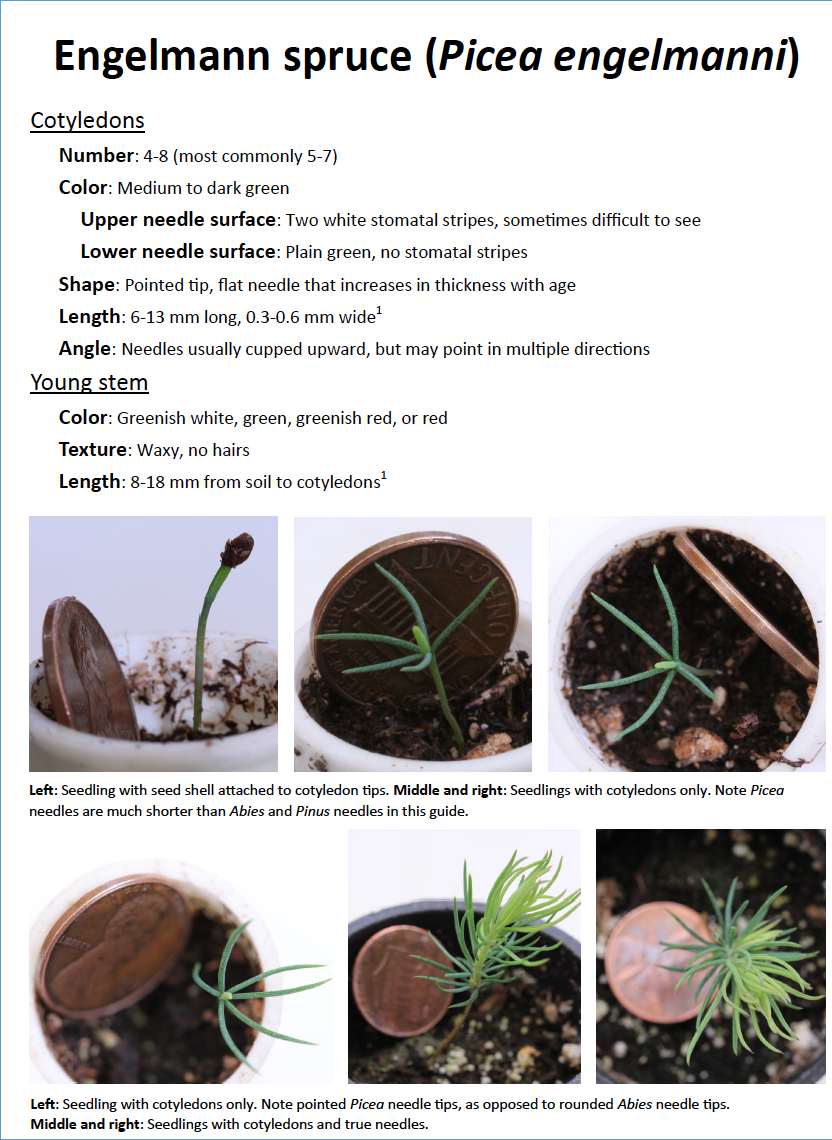 Engelmann spruce (Picea engelmanni)
Cotyledons
Number: 4-8 (most commonly 5-7)
Color: Medium to dark green
Upper needle surface: Two white stomatal stripes, sometimes difficult to see
Lower needle surface: Plain green, no stomatal stripes
Shape: Pointed tip, flat needle that increases in thickness with age
Length: 6-13 mm long, 0.3-0.6 mm wide1
Angle: Needles usually cupped upward, but may point in multiple directions
Young stem
Color: Greenish white, green, greenish red, or red
Texture: Waxy, no hairs
Length: 8-18 mm from soil to cotyledons1
AMERICA
ONE CENT
Left: Seedling with seed shell attached to cotyledon tips. Middle and right: Seedlings with cotyledons only. Note Picea
needles are much shorter than Abies and Pinus needles in this guide.
LIBERTY
Left: Seedling with cotyledons only. Note pointed Picea needle tips, as opposed to rounded Abies needle tips.
Middle and right: Seedlings with cotyledons and true needles.